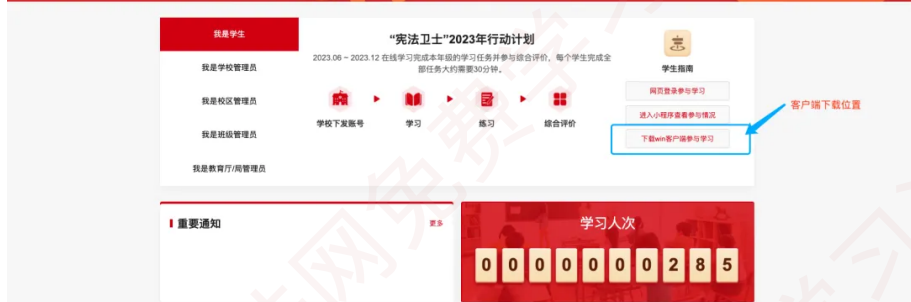 我是学生
我是学校管理员
我是校区管理员
我是班级管理员
我是教育厅/局管理员
“宪法卫士”2023年行动计划
2023.06 ~ 2023.12 在线学习完成本年级的学习任务并参与综合评价，每个学生完成全
部任务大约需要30分钟。
学校下发账号
学习
练习
综合评价
学生指南
网页登录参与学习
进入小程序查看参与情况
下载win客户端参与学习
客户端下载位置
重要通知
更多
学习人次
0 0 0 0 0 0 0 2 8 5